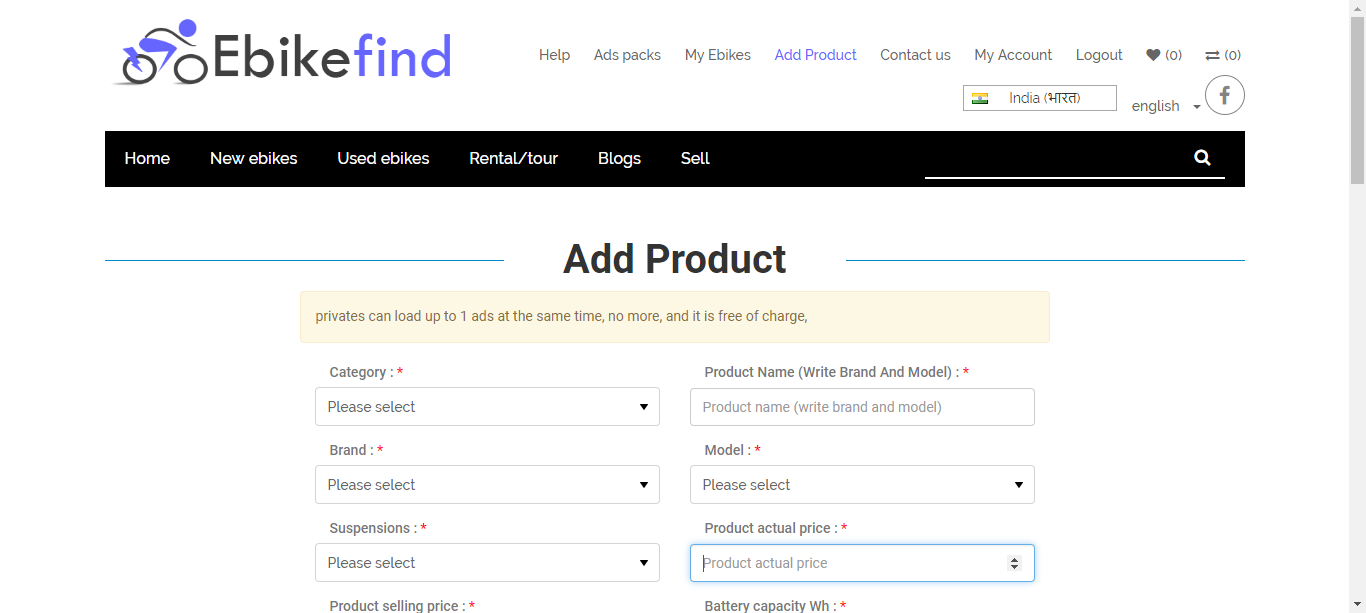 Ebikefind
Help Ads packs My Ebikes Add Product Contact us My Account Logout (0) (0)
India (भारत) english
Home New ebikes Used ebikes Rental/tour Blogs Sell
Add Product
privates can load up to 1 ads at the same time, no more, and it is free of charge,
Category : * Product Name (Write Brand And Model) : *
Please select Product name (write brand and model)
Brand : * Model : *
Please select Please select
Suspensions : * Product actual price : *
Please select Product actual price
Product selling price : * Battery capacity Wh : *